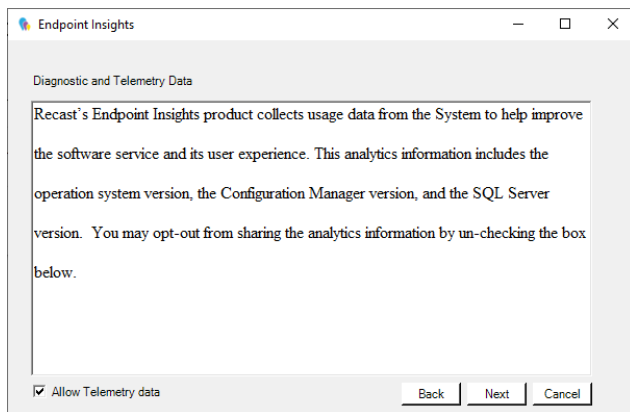 Endpoint Insights
Diagnostic and Telemetry Data
Recast's Endpoint Insights product collects usage data from the System to help improve
the software service and its user experience. This analytics information includes the
operation system version, the Configuration Manager version, and the SQL Server
version.  You may opt-out from sharing the analytics information by un-checking the box
below.
Allow Telemetry data
Back Next Cancel